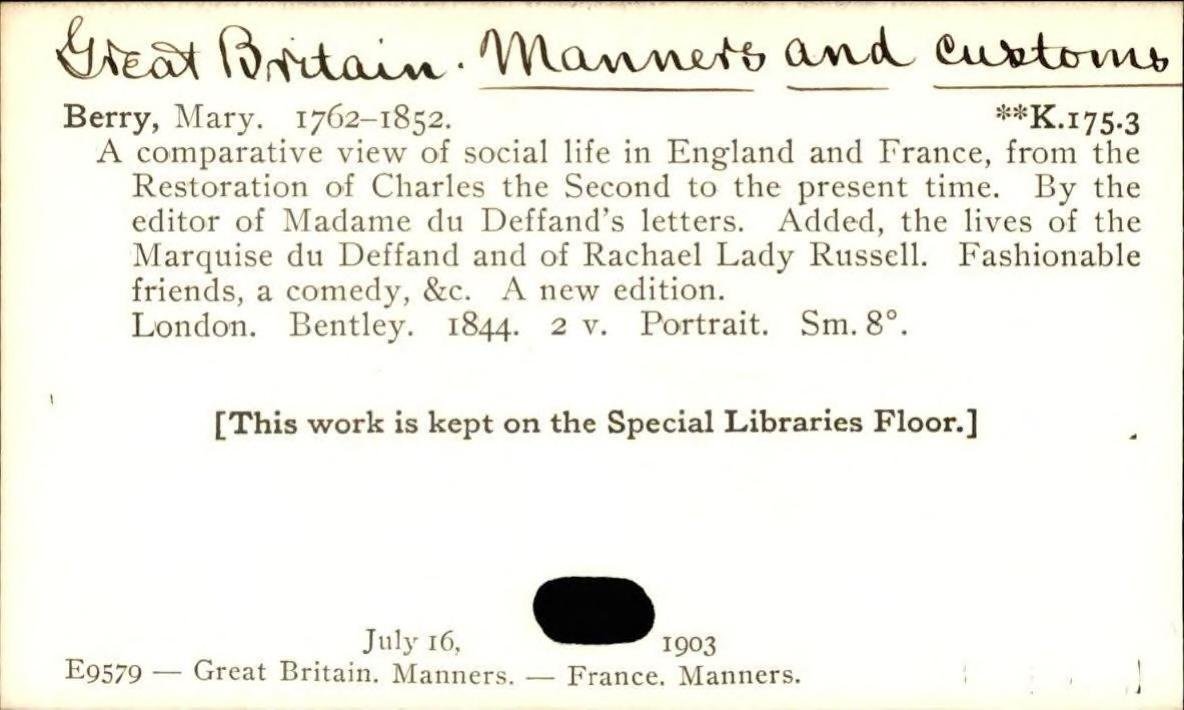 Great Britain. Manners and customs
Berry, Mary. 1762–1852. **K.175.3
A comparative view of social life in England and France, from the
Restoration of Charles the Second to the present time. By the
editor of Madame du Deffand's letters. Added, the lives of the
Marquise du Deffand and of Rachael Lady Russell. Fashionable
friends, a comedy, &c. A new edition.
London. Bentley. 1844. 2 v. Portrait. Sm. 8°.
[This work is kept on the Special Libraries Floor.]
July 16, 1903
E9579 — Great Britain. Manners. — France. Manners.